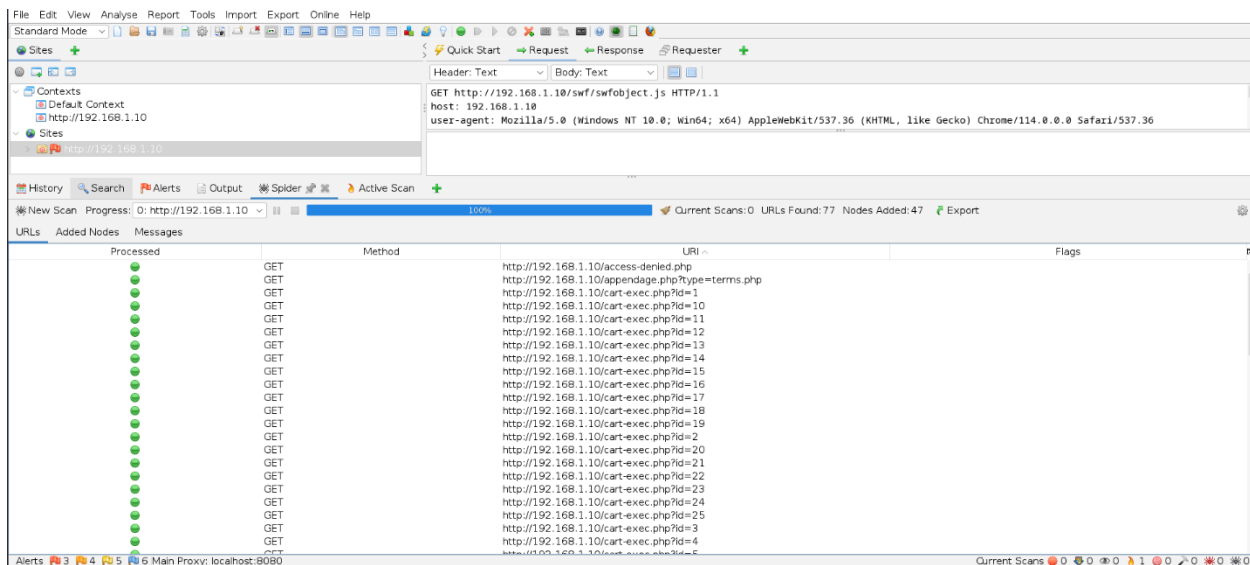 File Edit View Analyse Report Tools Import Export Online Help
Standard Mode
Sites
Quick Start Request Response Requester
Header: Text Body: Text
Contexts
Default Context
http://192.168.1.10
Sites
http://192.168.1.10
GET http://192.168.1.10/swf/swfobject.js HTTP/1.1
host: 192.168.1.10
user-agent: Mozilla/5.0 (Windows NT 10.0; Win64; x64) AppleWebKit/537.36 (KHTML, like Gecko) Chrome/114.0.0.0 Safari/537.36
History Search Alerts Output Spider Active Scan
New Scan Progress: 0: http://192.168.1.10 100% Current Scans: 0 URLs Found: 77 Nodes Added: 47 Export
URLs Added Nodes Messages
Processed Method URI Flags
GET http://192.168.1.10/access-denied.php
GET http://192.168.1.10/appendage.php?type=terms.php
GET http://192.168.1.10/cart-exec.php?id=1
GET http://192.168.1.10/cart-exec.php?id=10
GET http://192.168.1.10/cart-exec.php?id=11
GET http://192.168.1.10/cart-exec.php?id=12
GET http://192.168.1.10/cart-exec.php?id=13
GET http://192.168.1.10/cart-exec.php?id=14
GET http://192.168.1.10/cart-exec.php?id=15
GET http://192.168.1.10/cart-exec.php?id=16
GET http://192.168.1.10/cart-exec.php?id=17
GET http://192.168.1.10/cart-exec.php?id=18
GET http://192.168.1.10/cart-exec.php?id=19
GET http://192.168.1.10/cart-exec.php?id=2
GET http://192.168.1.10/cart-exec.php?id=20
GET http://192.168.1.10/cart-exec.php?id=21
GET http://192.168.1.10/cart-exec.php?id=22
GET http://192.168.1.10/cart-exec.php?id=23
GET http://192.168.1.10/cart-exec.php?id=24
GET http://192.168.1.10/cart-exec.php?id=25
GET http://192.168.1.10/cart-exec.php?id=3
GET http://192.168.1.10/cart-exec.php?id=4
Alerts 3 4 5 6 Main Proxy: localhost:8080 Current Scans 0 0 0 1 0 0 0 0